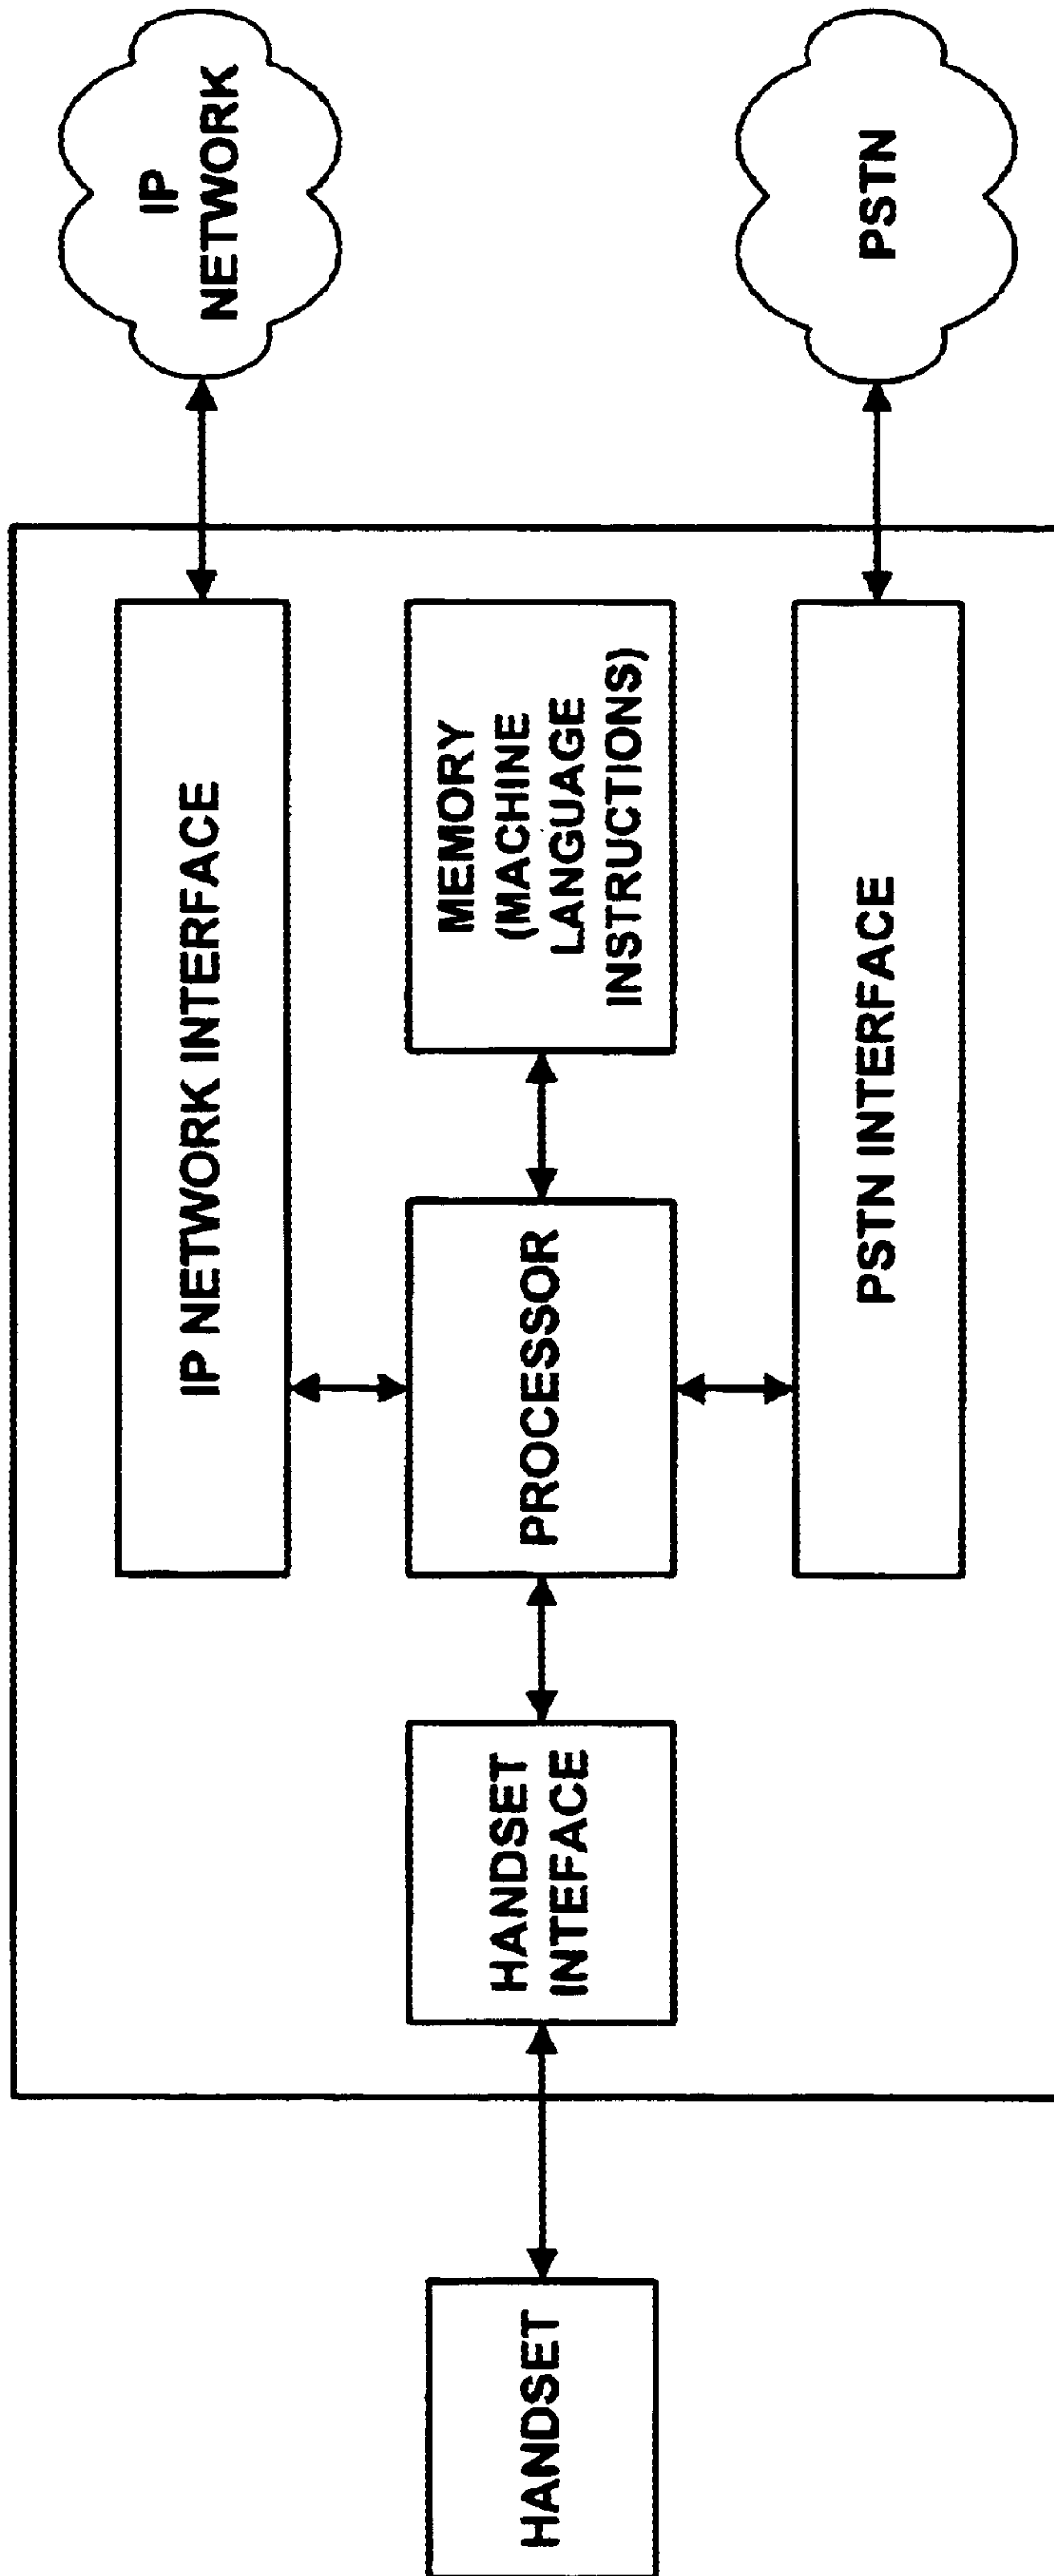 IP
NETWORK
PSTN
IP NETWORK INTERFACE
MEMORY
(MACHINE
LANGUAGE
INSTRUCTIONS)
PROCESSOR
PSTN INTERFACE
HANDSET
INTEFACE
HANDSET